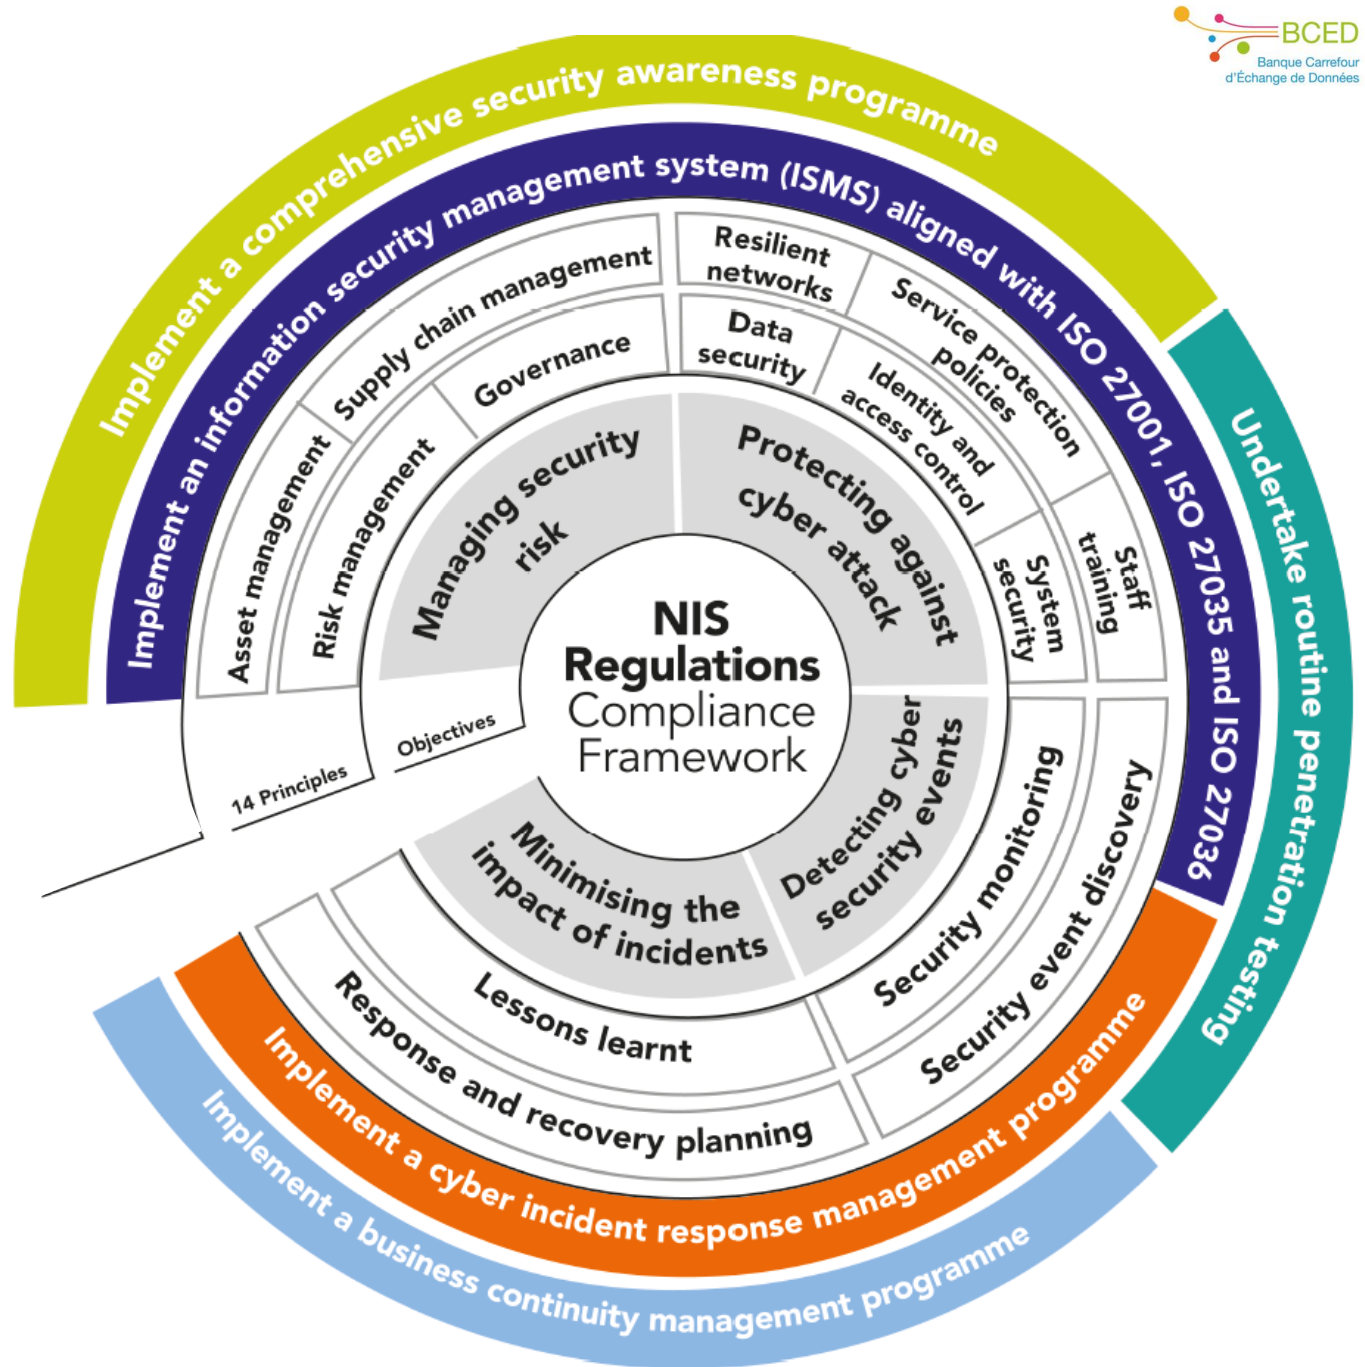 BCED
Banque Carrefour
d'Échange de Données
Implement a comprehensive security awareness programme
Undertake routine penetration testing
Implement an information security management system (ISMS) aligned with ISO 27001, ISO 27035 and ISO 27036
Asset management
Supply chain management
Risk management
Governance
Resilient
networks
Service protection
policies
Staff
training
Data
security
Identity and
access control
System
security
Managing security
risk
Protecting against
cyber attack
NIS
Regulations
Compliance
Framework
Objectives
14 Principles
Detecting cyber
security events
Security monitoring
Security event discovery
Minimising the
impact of incidents
Lessons learnt
Response and recovery planning
Implement a cyber incident response management programme
Implement a business continuity management programme